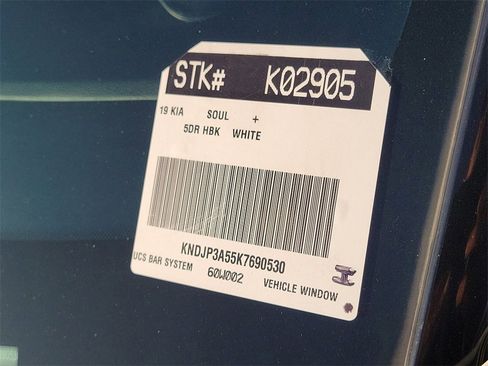 STK# K02905
19 KIA SOUL +
5DR HBK WHITE
KNDJP3A55K7690530
UCS BAR SYSTEM 60W002 VEHICLE WINDOW